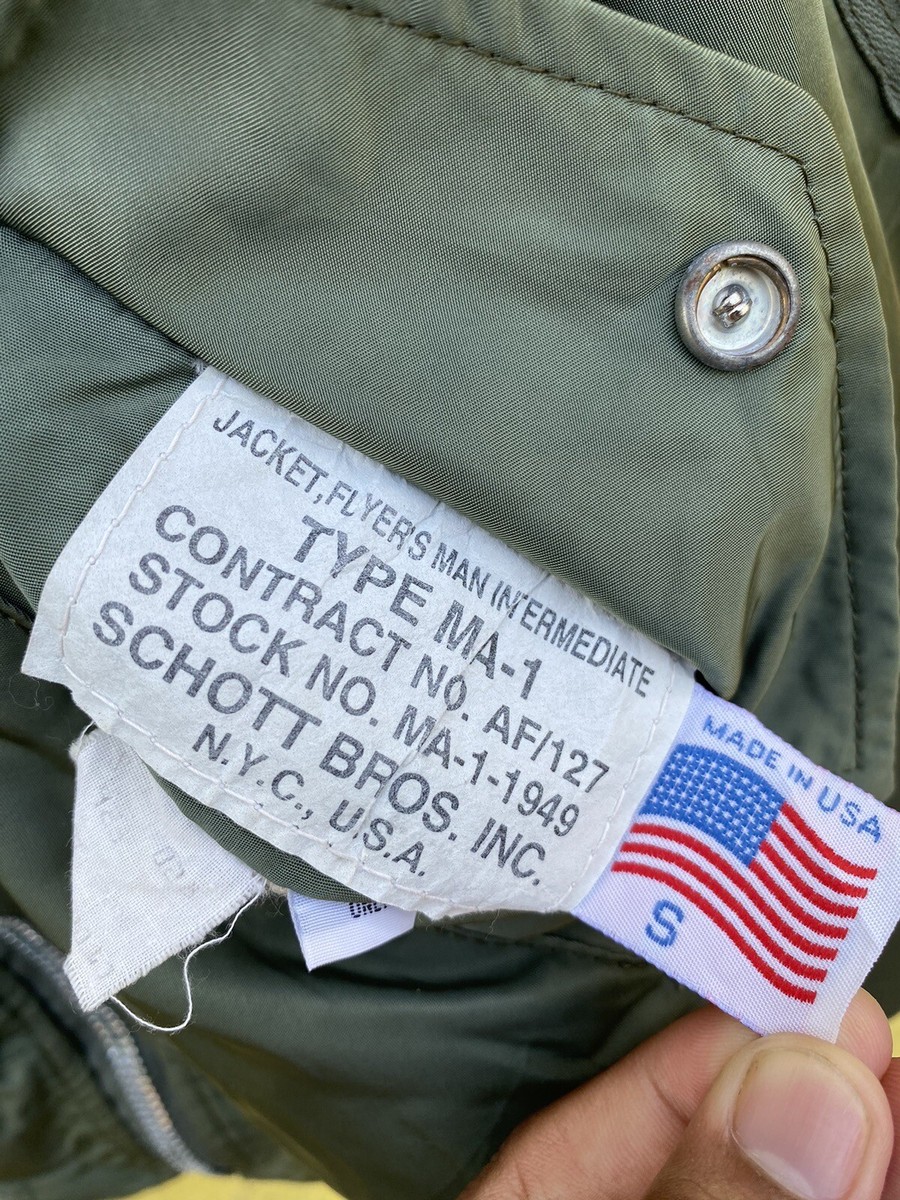 JACKET, FLYER'S MAN INTERMEDIATE
TYPE MA-1
CONTRACT NO. AF/127
STOCK NO. MA-1-1949
SCHOTT BROS. INC.
N.Y.C., U.S.A.
MADE IN USA
S